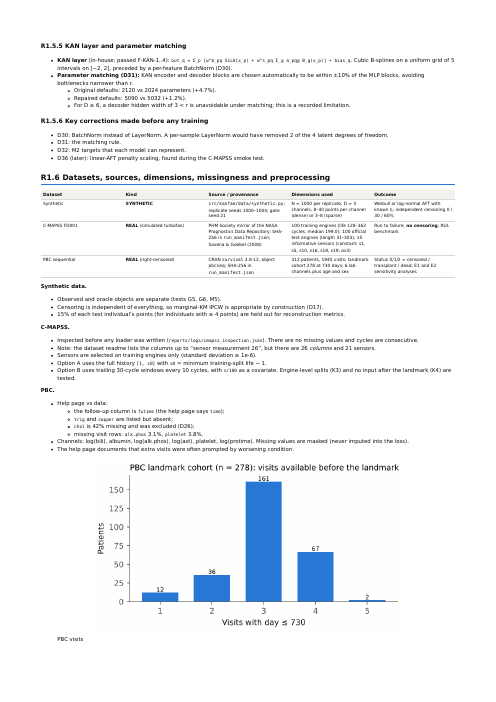 R1.5.5 KAN layer and parameter matching
• KAN layer (in-house; passed F-KAN-1..4): out_q = Σ_p [w^b_pq SiLU(x_p) + w^s_pq Σ_g a_pqg B_g(x_p)] + bias_q. Cubic B-splines on a uniform grid of 5
intervals on [−2, 2], preceded by a per-feature BatchNorm (D30).
• Parameter matching (D31): KAN encoder and decoder blocks are chosen automatically to be within ±10% of the MLP blocks, avoiding
bottlenecks narrower than r.
◦ Original defaults: 2120 vs 2024 parameters (+4.7%).
◦ Repaired defaults: 5090 vs 5032 (+1.2%).
◦ For D ≥ 6, a decoder hidden width of 3 < r is unavoidable under matching; this is a recorded limitation.
R1.5.6 Key corrections made before any training
• D30: BatchNorm instead of LayerNorm. A per-sample LayerNorm would have removed 2 of the 4 latent degrees of freedom.
• D31: the matching rule.
• D32: M2 targets that each model can represent.
• D36 (later): linear-AFT penalty scaling, found during the C-MAPSS smoke test.
R1.6 Datasets, sources, dimensions, missingness and preprocessing
Dataset Kind Source / provenance Dimensions used Outcome
Synthetic SYNTHETIC src/kanfae/data/synthetic.py; N = 1000 per replicate, D = 3 Weibull or log-normal AFT with
replicate seeds 1000–1004; gate channels, 8–40 points per channel known η; independent censoring 0 /
seed 21 (dense) or 3–8 (sparse) 30 / 60%
C-MAPSS FD001 REAL (simulated turbofan) PHM Society mirror of the NASA 100 training engines (life 128–362 Run to failure; no censoring; RUL
Prognostics Data Repository; SHA- cycles, median 199.0); 100 official benchmark
256 in run_manifest.json; test engines (length 31–303); 15
Saxena & Goebel (2008) informative sensors (constant: s1,
s5, s10, s16, s18, s19, os3)
PBC sequential REAL (right-censored) CRAN survival 3.8-12, object 312 patients, 1945 visits; landmark Status 0/1/2 = censored /
pbcseq; SHA-256 in cohort 278 at 730 days; 6 lab transplant / dead; E1 and E2
run_manifest.json channels plus age and sex sensitivity analyses
Synthetic data.
• Observed and oracle objects are separate (tests G5, G6, M5).
• Censoring is independent of everything, so marginal-KM IPCW is appropriate by construction (D17).
• 15% of each test individual's points (for individuals with ≥ 4 points) are held out for reconstruction metrics.
C-MAPSS.
• Inspected before any loader was written (reports/logs/cmapss_inspection.json). There are no missing values and cycles are consecutive.
• Note: the dataset readme lists the columns up to "sensor measurement 26", but there are 26 columns and 21 sensors.
• Sensors are selected on training engines only (standard deviation ≥ 1e-6).
• Option A uses the full history [1, s0) with s0 = minimum training-split life − 1.
• Option B uses trailing 30-cycle windows every 10 cycles, with s/100 as a covariate. Engine-level splits (K3) and no input after the landmark (K4) are
tested.
PBC.
• Help page vs data:
◦ the follow-up column is futime (the help page says time);
◦ trig and copper are listed but absent;
◦ chol is 42% missing and was excluded (D26);
◦ missing visit rows: alk.phos 3.1%, platelet 3.8%.
• Channels: log(bili), albumin, log(alk.phos), log(ast), platelet, log(protime). Missing values are masked (never imputed into the loss).
• The help page documents that extra visits were often prompted by worsening condition.
PBC landmark cohort (n = 278): visits available before the landmark
Patients
150
125
100
75
50
25
0
12
36
161
67
2
1 2 3 4 5
Visits with day ≤ 730
PBC visits